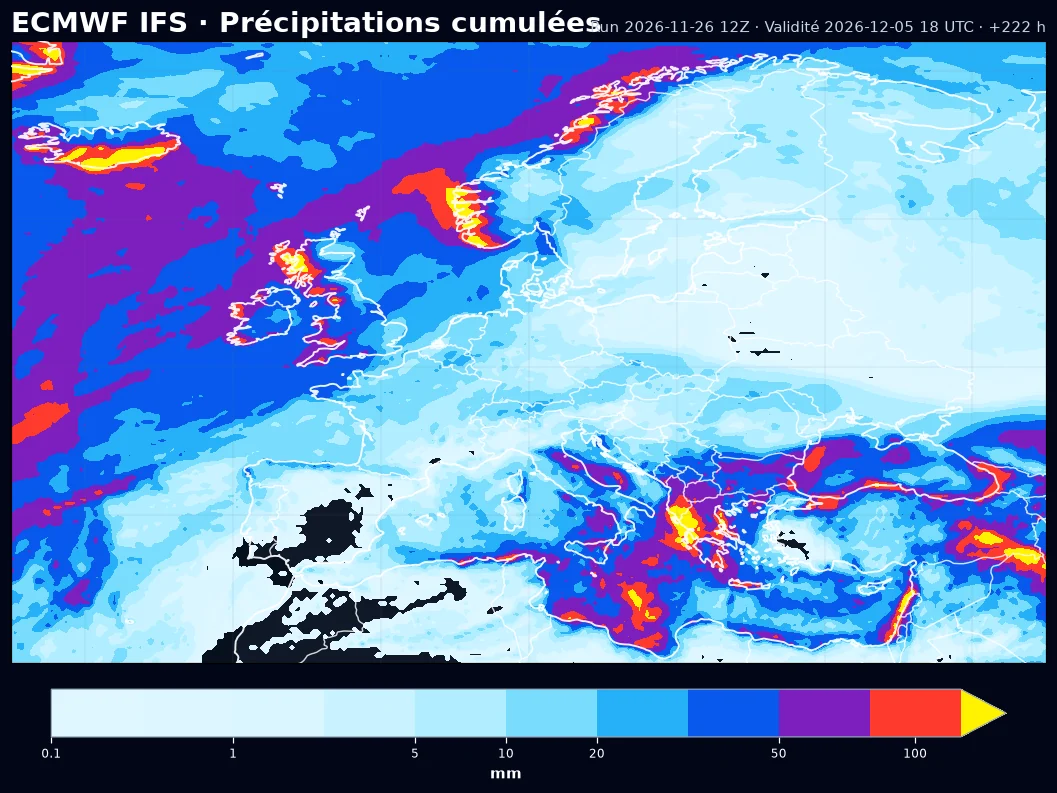 ECMWF IFS · Précipitations cumulées
Run 2026-11-26 12Z · Validité 2026-12-05 18 UTC · +222 h
0.1 1 5 10 20 50 100
mm